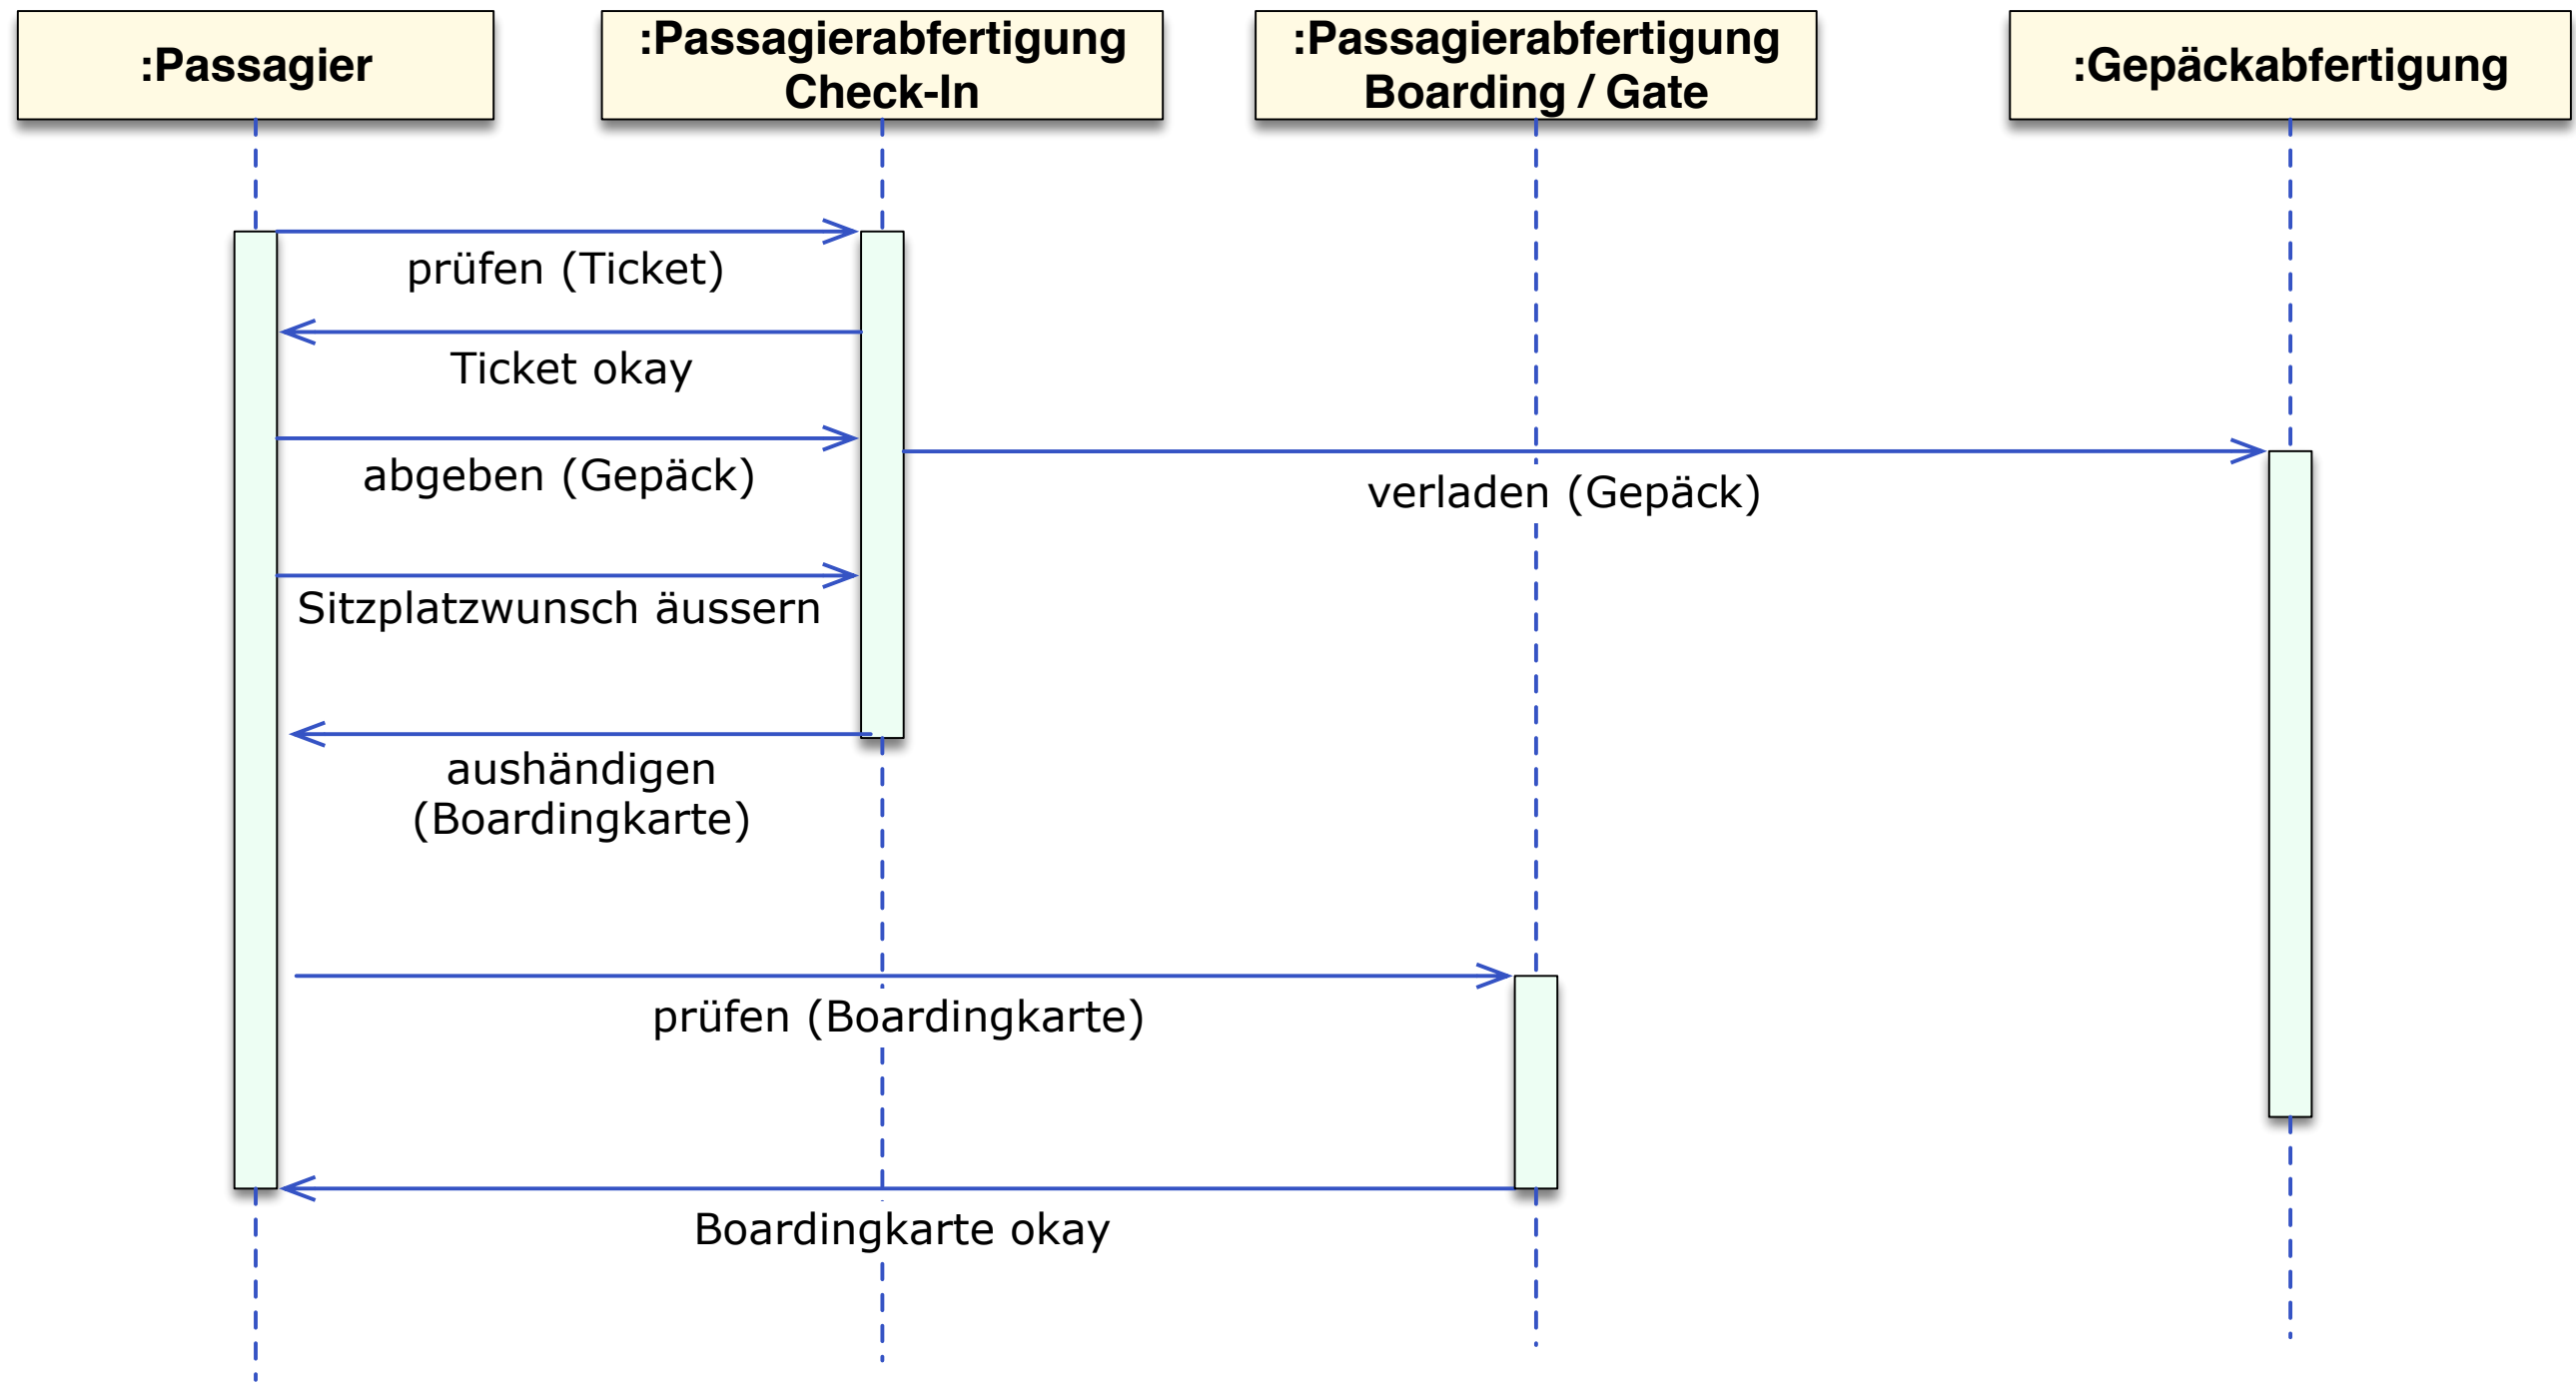 :Passagier
:Passagierabfertigung
Check-In
:Passagierabfertigung
Boarding / Gate
:Gepäckabfertigung
prüfen (Ticket)
Ticket okay
abgeben (Gepäck)
verladen (Gepäck)
Sitzplatzwunsch äussern
aushändigen
(Boardingkarte)
prüfen (Boardingkarte)
Boardingkarte okay